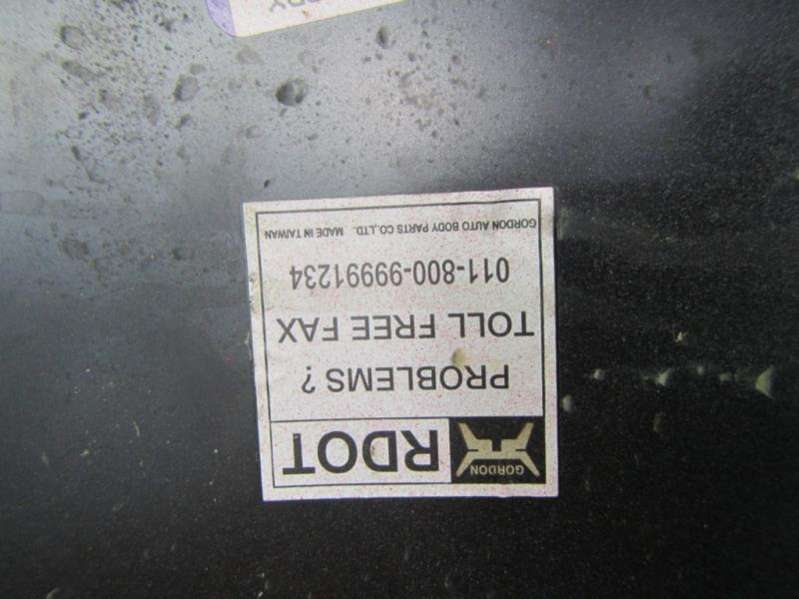 GORDON RDOT
PROBLEMS ?
TOLL FREE FAX
011-800-99991234
GORDON AUTO BODY PARTS CO.,LTD. MADE IN TAIWAN